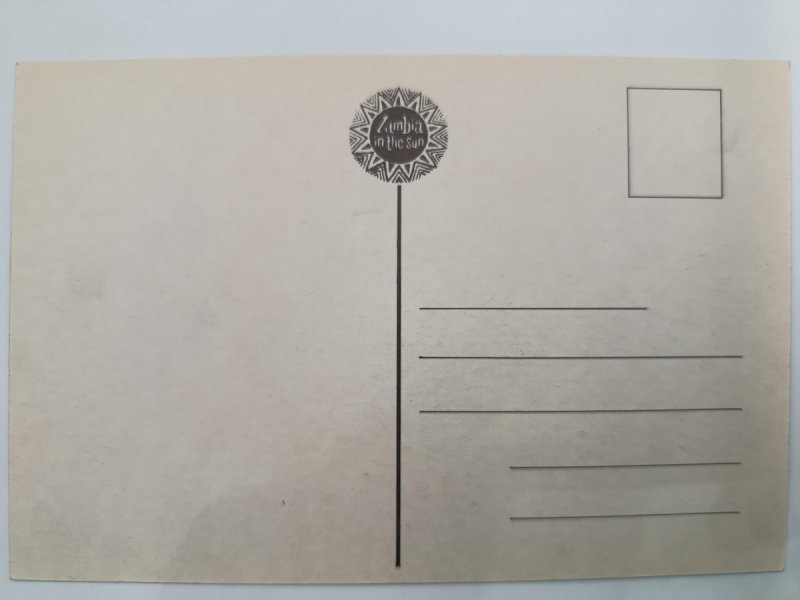 Zambia
in the Sun